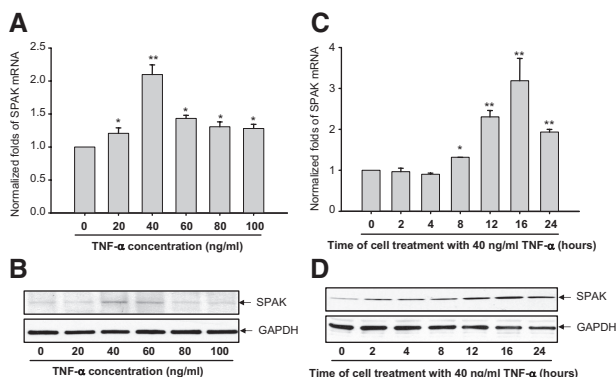 A
Normalized folds of SPAK mRNA
2.5
2.0
1.5
1.0
0.5
0.0
*
**
*
*
*
0 20 40 60 80 100
TNF-α concentration (ng/ml)
B
SPAK
GAPDH
0 20 40 60 80 100
TNF-α concentration (ng/ml)
C
Normalized folds of SPAK mRNA
4
3
2
1
0
*
**
**
**
0 2 4 8 12 16 24
Time of cell treatment with 40 ng/ml TNF-α (hours)
D
SPAK
GAPDH
0 2 4 8 12 16 24
Time of cell treatment with 40 ng/ml TNF-α (hours)